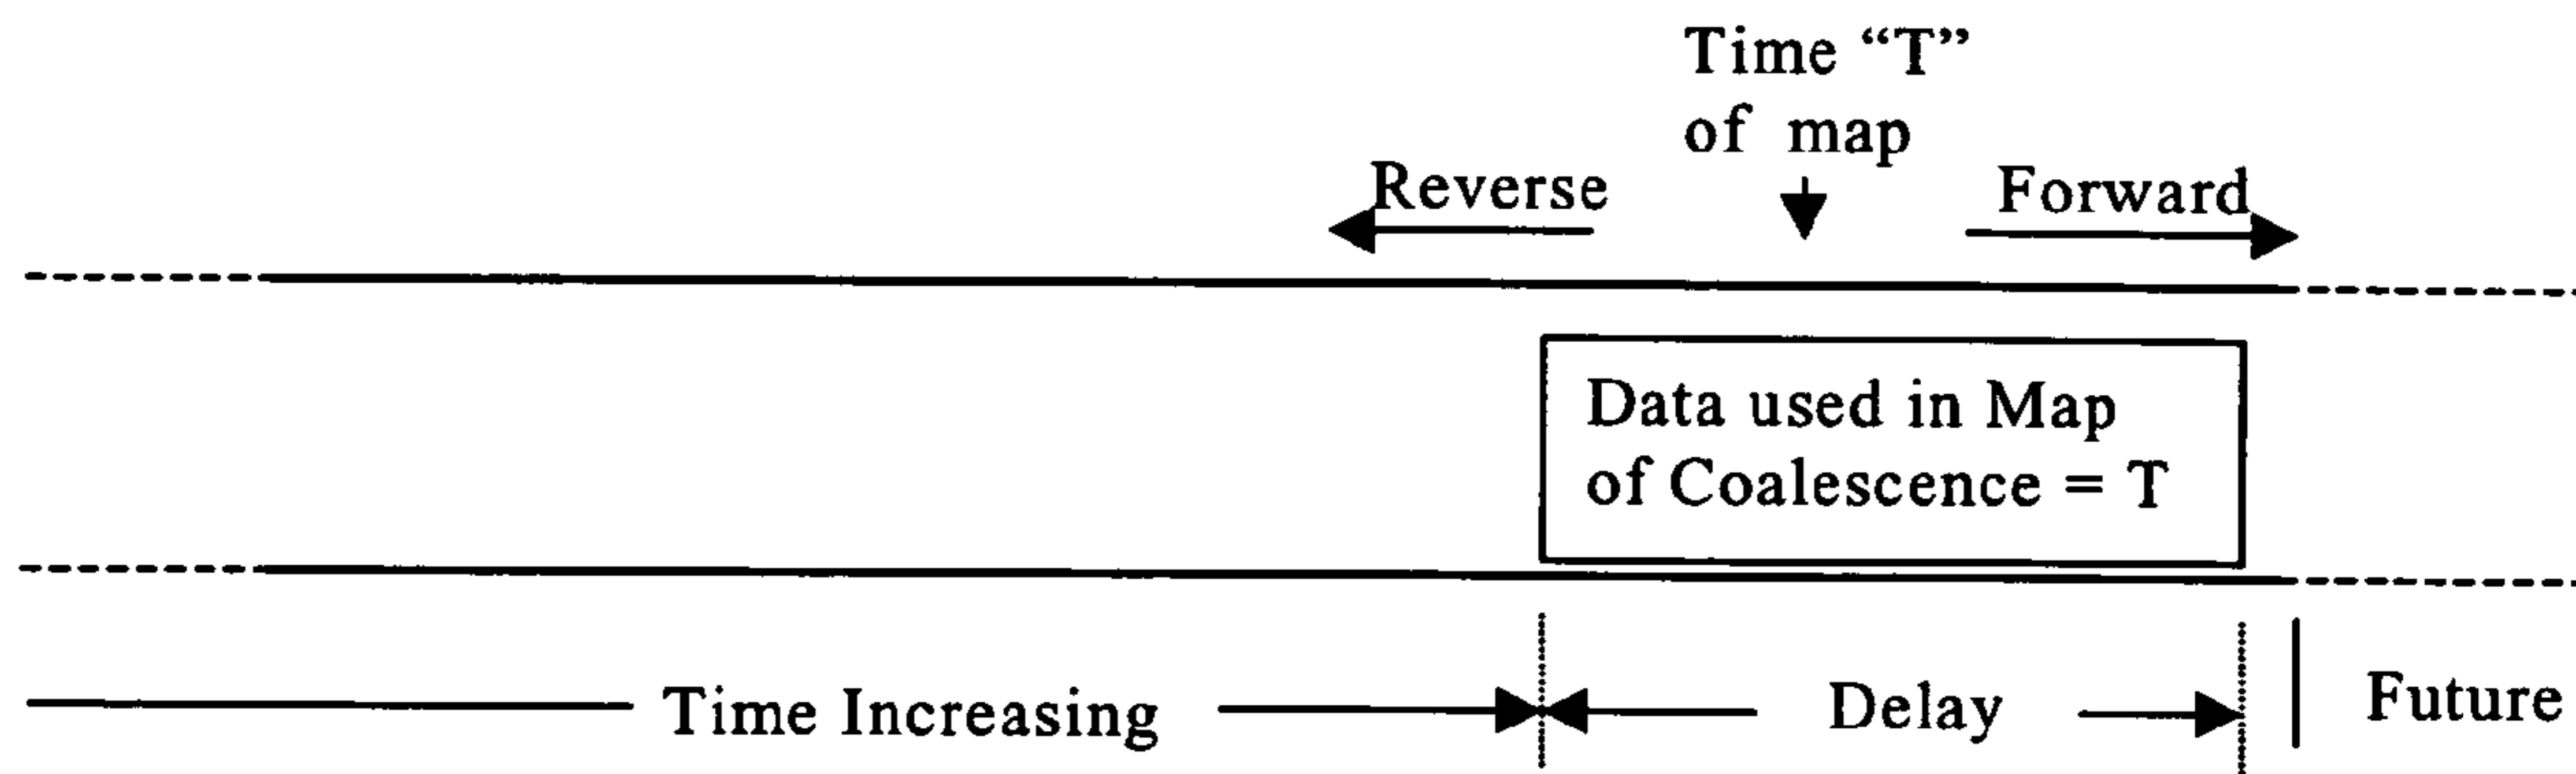 Time “T”
of map
Reverse
Forward
Data used in Map
of Coalescence = T
Time Increasing
Delay
Future